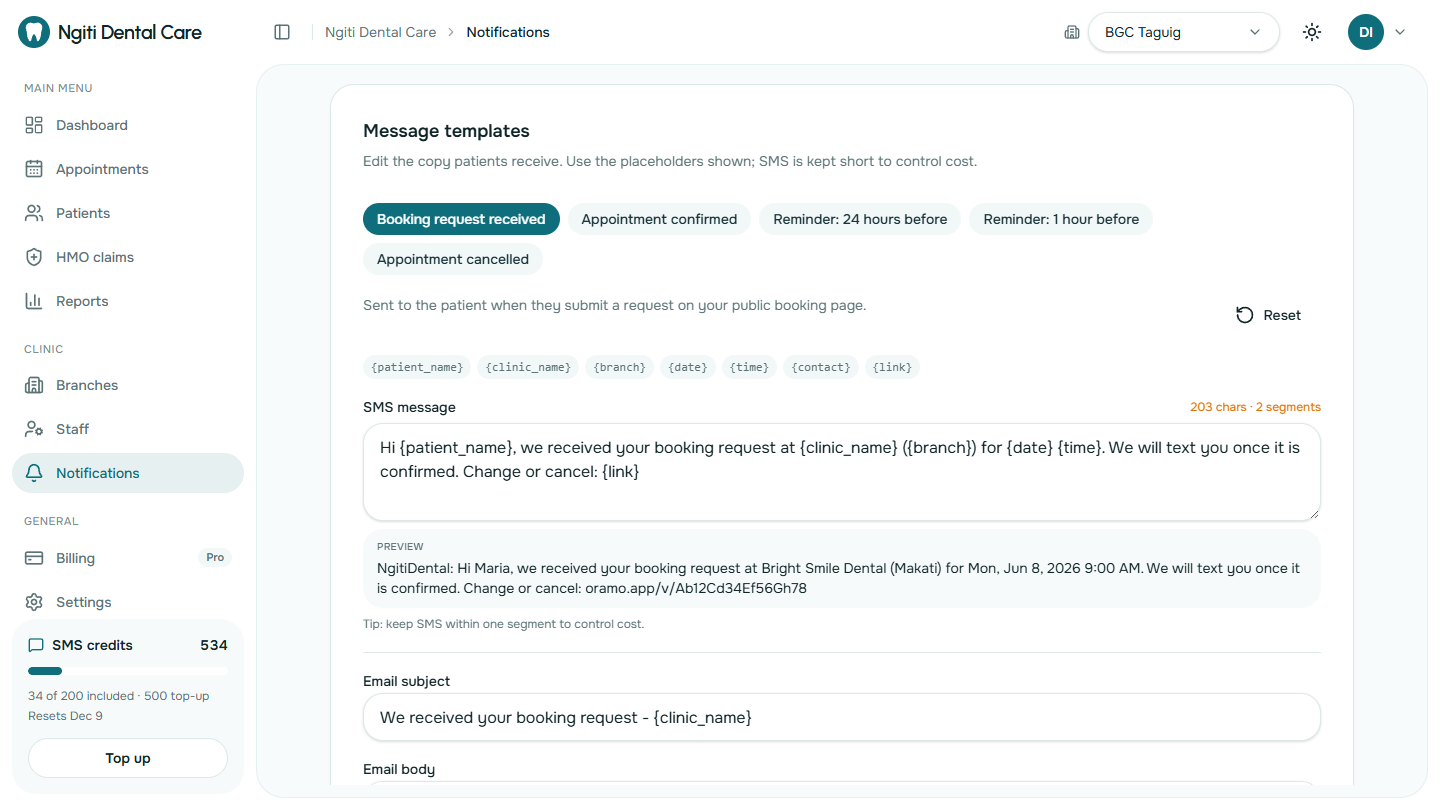 Ngiti Dental Care
Ngiti Dental Care > Notifications
BGC Taguig
DI
MAIN MENU
Dashboard
Appointments
Patients
HMO claims
Reports
CLINIC
Branches
Staff
Notifications
GENERAL
Billing Pro
Settings
SMS credits 534
34 of 200 included · 500 top-up
Resets Dec 9
Top up
Message templates
Edit the copy patients receive. Use the placeholders shown; SMS is kept short to control cost.
Booking request received Appointment confirmed Reminder: 24 hours before Reminder: 1 hour before
Appointment cancelled
Sent to the patient when they submit a request on your public booking page.
Reset
{patient_name} {clinic_name} {branch} {date} {time} {contact} {link}
SMS message 203 chars · 2 segments
Hi {patient_name}, we received your booking request at {clinic_name} ({branch}) for {date} {time}. We will text you once it is
confirmed. Change or cancel: {link}
PREVIEW
NgitiDental: Hi Maria, we received your booking request at Bright Smile Dental (Makati) for Mon, Jun 8, 2026 9:00 AM. We will text you once it
is confirmed. Change or cancel: oramo.app/v/Ab12Cd34Ef56Gh78
Tip: keep SMS within one segment to control cost.
Email subject
We received your booking request - {clinic_name}
Email body